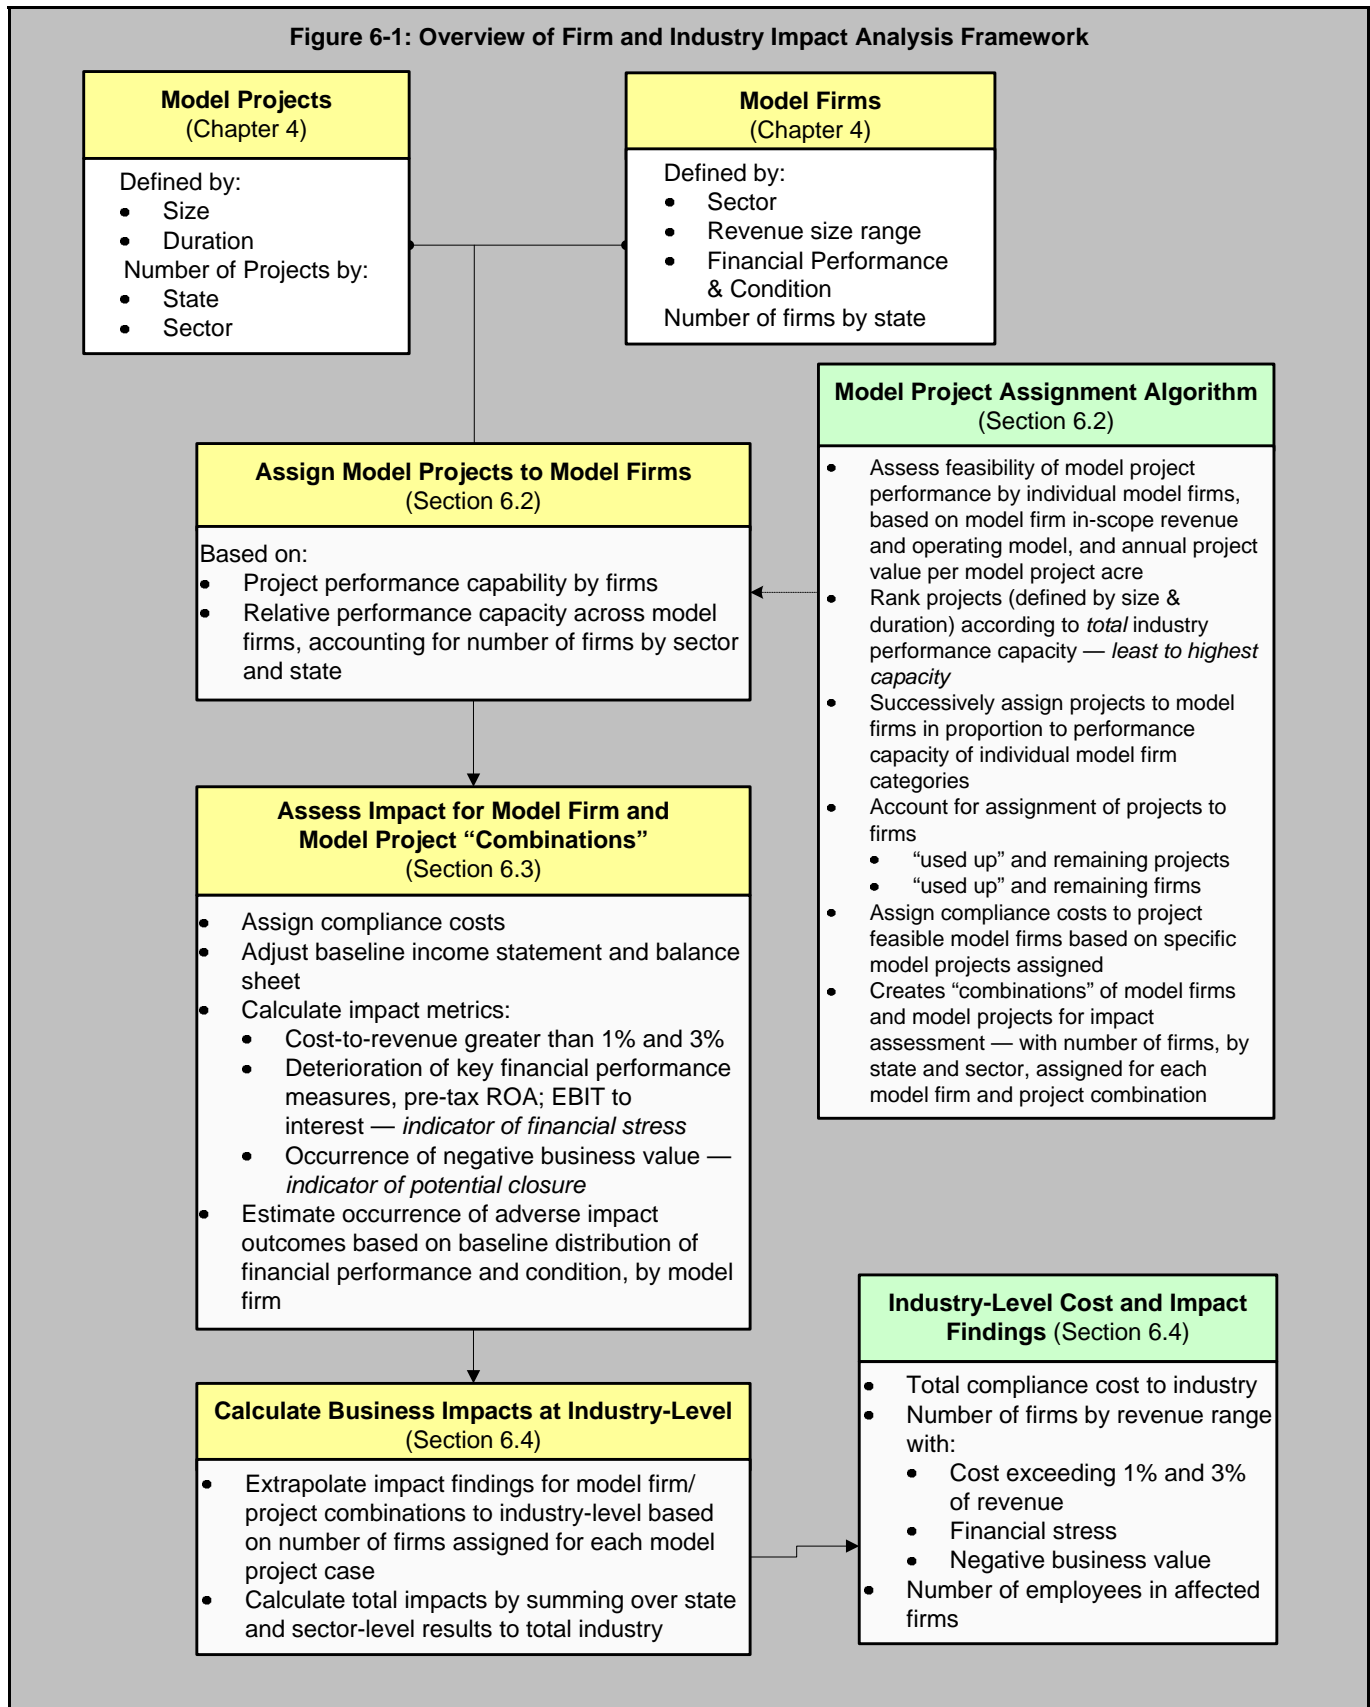 Figure 6-1: Overview of Firm and Industry Impact Analysis Framework
Model Projects
(Chapter 4)
Defined by:
• Size
• Duration
Number of Projects by:
• State
• Sector
Model Firms
(Chapter 4)
Defined by:
• Sector
• Revenue size range
• Financial Performance
& Condition
Number of firms by state
Model Project Assignment Algorithm
(Section 6.2)
• Assess feasibility of model project
performance by individual model firms,
based on model firm in-scope revenue
and operating model, and annual project
value per model project acre
• Rank projects (defined by size &
duration) according to total industry
performance capacity — least to highest
capacity
• Successively assign projects to model
firms in proportion to performance
capacity of individual model firm
categories
• Account for assignment of projects to
firms
• “used up” and remaining projects
• “used up” and remaining firms
• Assign compliance costs to project
feasible model firms based on specific
model projects assigned
• Creates “combinations” of model firms
and model projects for impact
assessment — with number of firms, by
state and sector, assigned for each
model firm and project combination
Assign Model Projects to Model Firms
(Section 6.2)
Based on:
• Project performance capability by firms
• Relative performance capacity across model
firms, accounting for number of firms by sector
and state
Assess Impact for Model Firm and
Model Project “Combinations”
(Section 6.3)
• Assign compliance costs
• Adjust baseline income statement and balance
sheet
• Calculate impact metrics:
• Cost-to-revenue greater than 1% and 3%
• Deterioration of key financial performance
measures, pre-tax ROA; EBIT to
interest — indicator of financial stress
• Occurrence of negative business value —
indicator of potential closure
• Estimate occurrence of adverse impact
outcomes based on baseline distribution of
financial performance and condition, by model
firm
Calculate Business Impacts at Industry-Level
(Section 6.4)
• Extrapolate impact findings for model firm/
project combinations to industry-level based
on number of firms assigned for each model
project case
• Calculate total impacts by summing over state
and sector-level results to total industry
Industry-Level Cost and Impact
Findings (Section 6.4)
• Total compliance cost to industry
• Number of firms by revenue range
with:
• Cost exceeding 1% and 3%
of revenue
• Financial stress
• Negative business value
• Number of employees in affected
firms